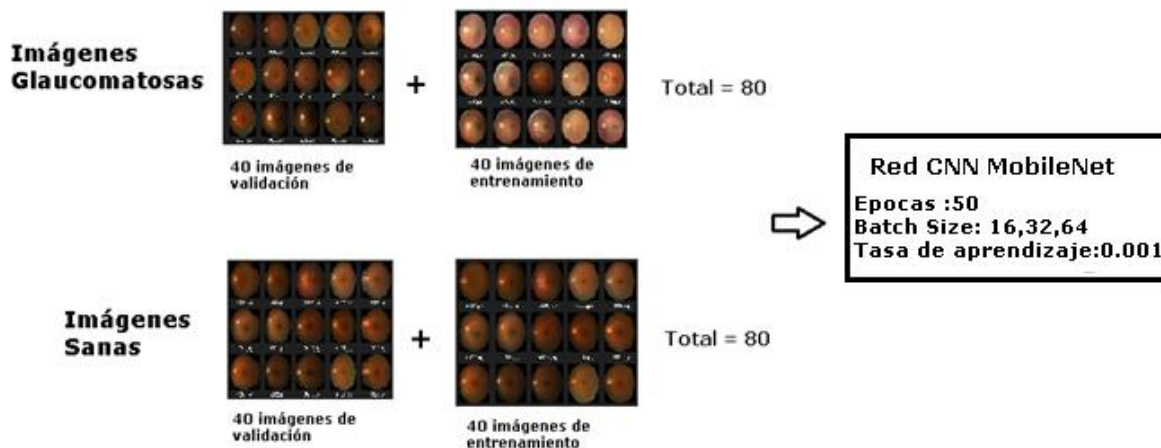 Imágenes
Glaucomatosas
+
Total = 80
40 imágenes de
validación
40 imágenes de
entrenamiento
Red CNN MobileNet
Epocas :50
Batch Size: 16,32,64
Tasa de aprendizaje:0.001
Imágenes
Sanas
+
Total = 80
40 imágenes de
validación
40 imágenes de
entrenamiento